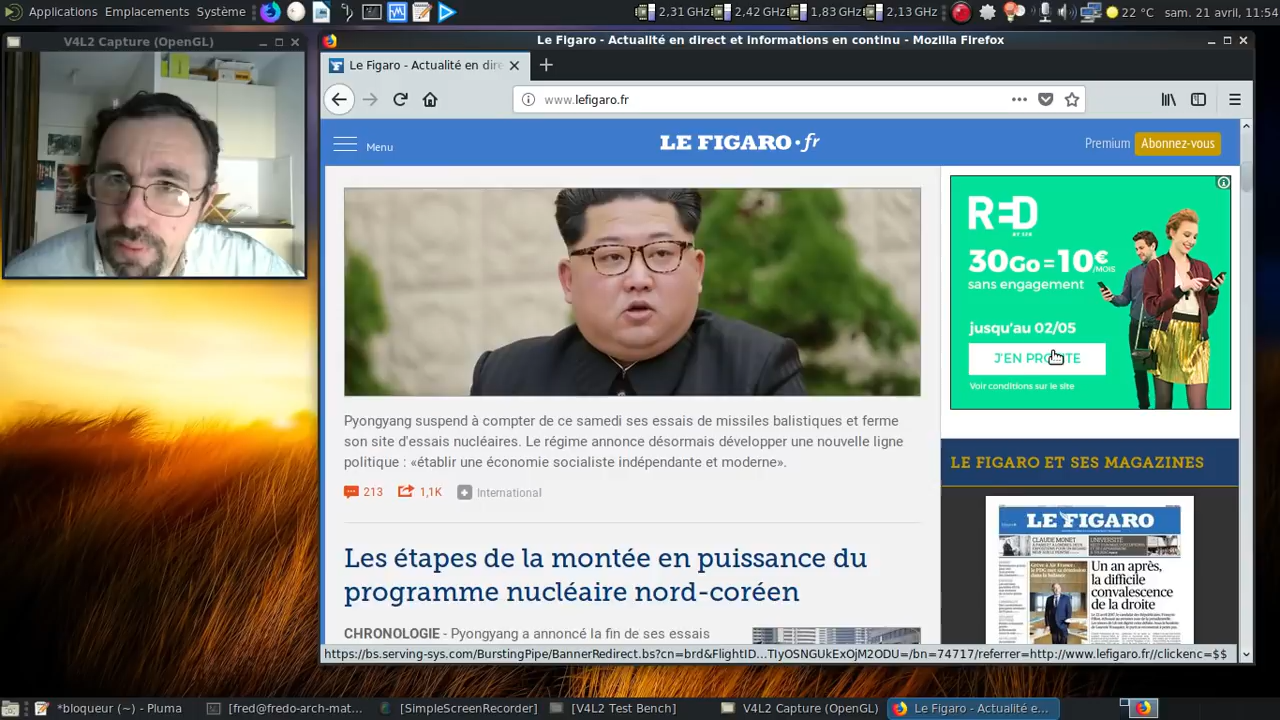 Applications Emplacements Système
2,31 GHz 2,42 GHz 1,83 GHz 2,13 GHz 22 °C sam. 21 avril, 11:54
V4L2 Capture (OpenGL)
Le Figaro - Actualité en direct et informations en continu - Mozilla Firefox
Le Figaro - Actualité en dire
www.lefigaro.fr
Menu
LE FIGARO·fr
Premium
Abonnez-vous
Pyongyang suspend à compter de ce samedi ses essais de missiles balistiques et ferme
son site d'essais nucléaires. Le régime annonce désormais développer une nouvelle ligne
politique : «établir une économie socialiste indépendante et moderne».
213 1,1K International
Les étapes de la montée en puissance du
programme nucléaire nord-coréen
CHRONOLOGIE - Pyongyang a annoncé la fin de ses essais
RED
BY SFR
30Go=10€
/MOIS
sans engagement
jusqu'au 02/05
J'EN PROFITE
Voir conditions sur le site
LE FIGARO ET SES MAGAZINES
LE FIGARO
CLAUDE MONET
UNIVERSITÉ
Un an après,
la difficile
convalescence
de la droite
https://bs.serving-sys.com/BurstingPipe/BannerRedirect.bs?cn=brd&FlightID...TIyOSNGUkExOjM2ODU=/bn=74717/referrer=http://www.lefigaro.fr//clickenc=$$
*bloqueur (~) - Pluma
[fred@fredo-arch-mat...
[SimpleScreenRecorder]
[V4L2 Test Bench]
V4L2 Capture (OpenGL)
Le Figaro - Actualité e...